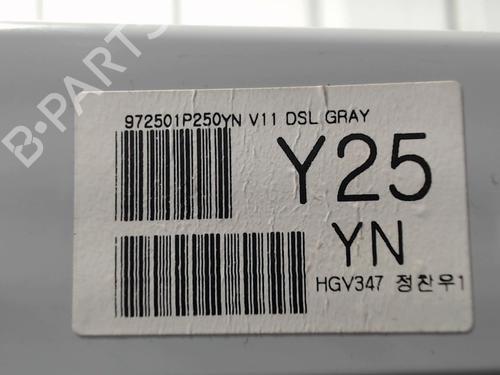 972501P250YN V11 DSL GRAY
Y25
YN
HGV347 정찬우1
B-PARTS